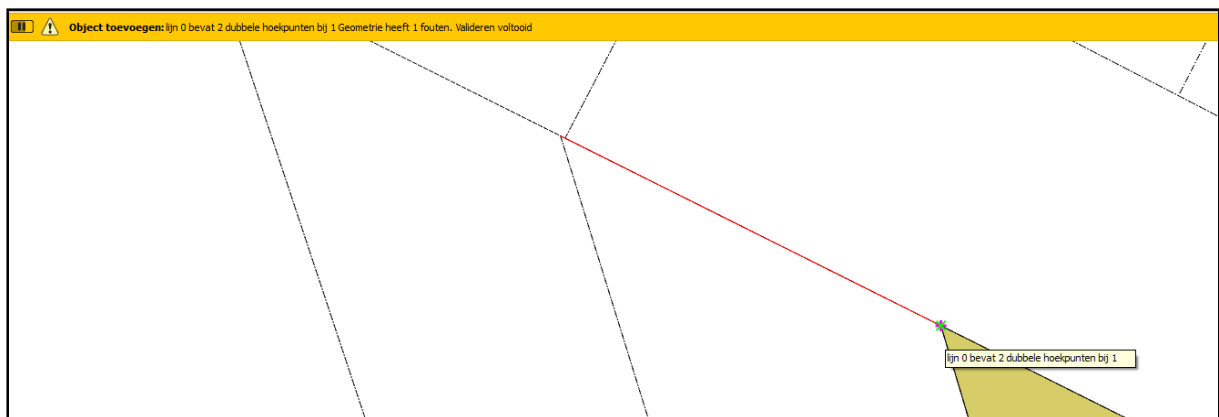 Object toevoegen: lijn 0 bevat 2 dubbele hoekpunten bij 1 Geometrie heeft 1 fouten. Valideren voltooid
lijn 0 bevat 2 dubbele hoekpunten bij 1